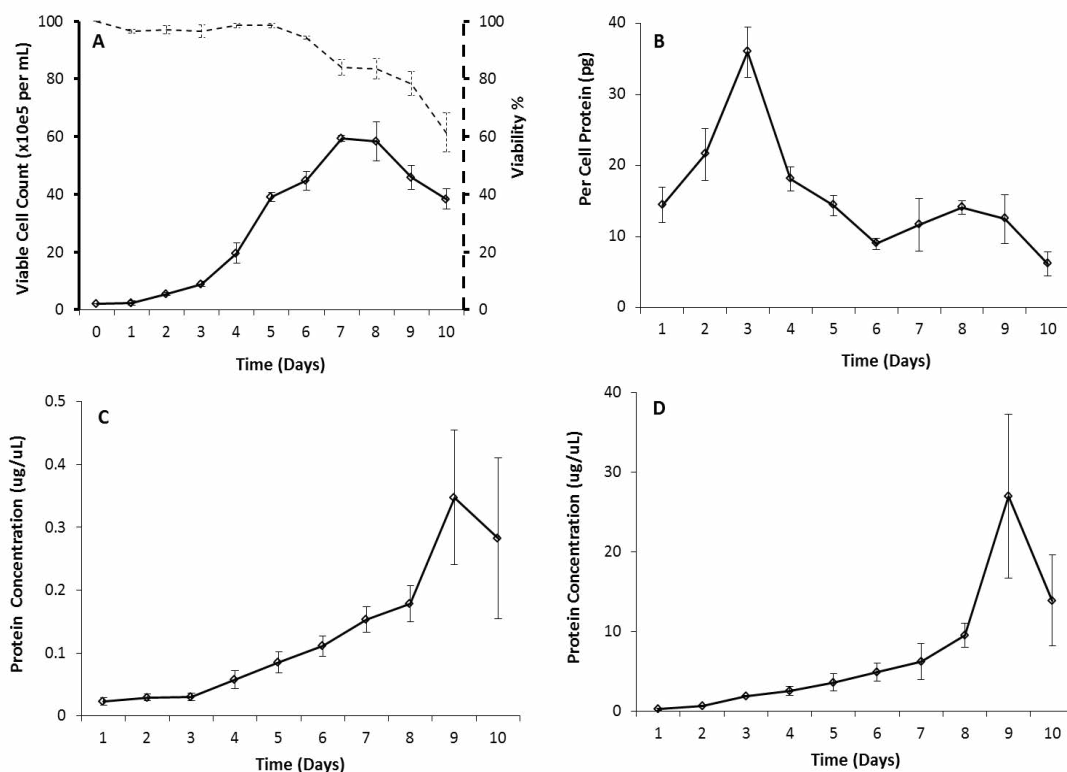 A
Viable Cell Count (x10e5 per mL)
100
80
60
40
20
0
100
80
60
40
20
0
Viability %
0 1 2 3 4 5 6 7 8 9 10
Time (Days)
B
Per Cell Protein (pg)
40
30
20
10
0
1 2 3 4 5 6 7 8 9 10
Time (Days)
C
Protein Concentration (ug/uL)
0.5
0.4
0.3
0.2
0.1
0
1 2 3 4 5 6 7 8 9 10
Time (Days)
D
Protein Concentration (ug/uL)
40
30
20
10
0
1 2 3 4 5 6 7 8 9 10
Time (Days)